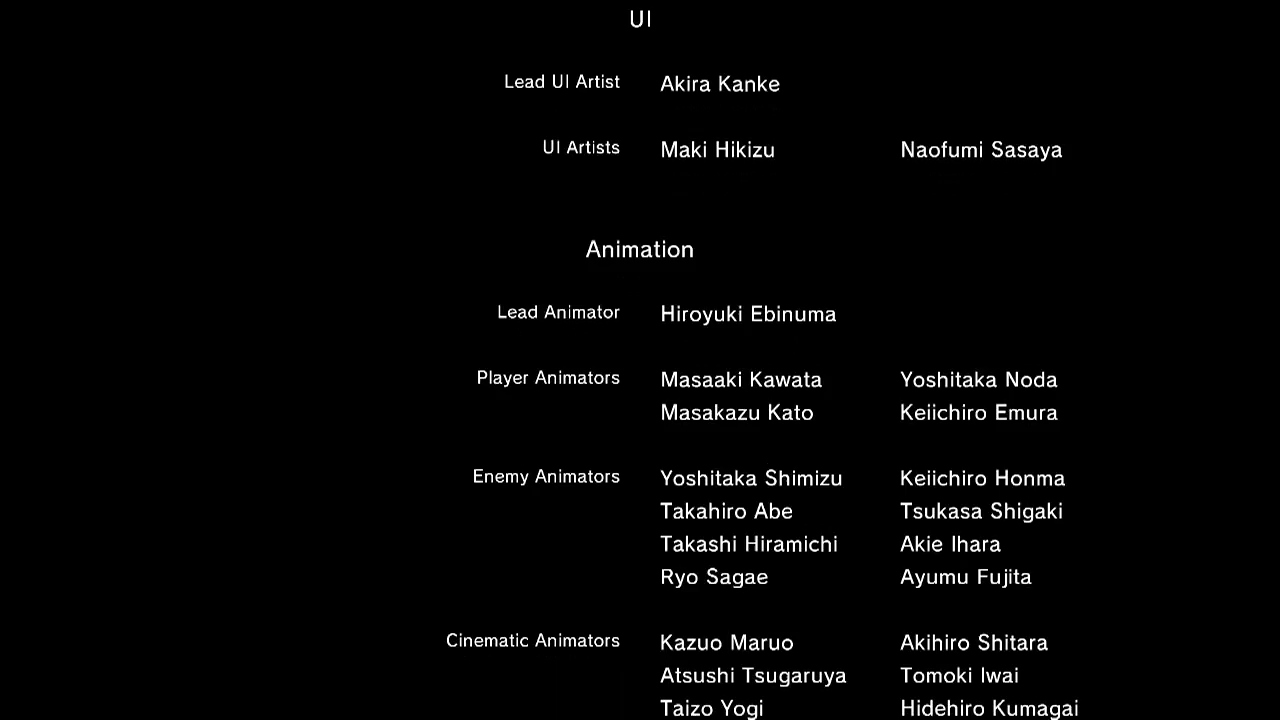 UI
Lead UI Artist Akira Kanke
UI Artists Maki Hikizu Naofumi Sasaya
Animation
Lead Animator Hiroyuki Ebinuma
Player Animators Masaaki Kawata Yoshitaka Noda
Masakazu Kato Keiichiro Emura
Enemy Animators Yoshitaka Shimizu Keiichiro Honma
Takahiro Abe Tsukasa Shigaki
Takashi Hiramichi Akie Ihara
Ryo Sagae Ayumu Fujita
Cinematic Animators Kazuo Maruo Akihiro Shitara
Atsushi Tsugaruya Tomoki Iwai
Taizo Yogi Hidehiro Kumagai